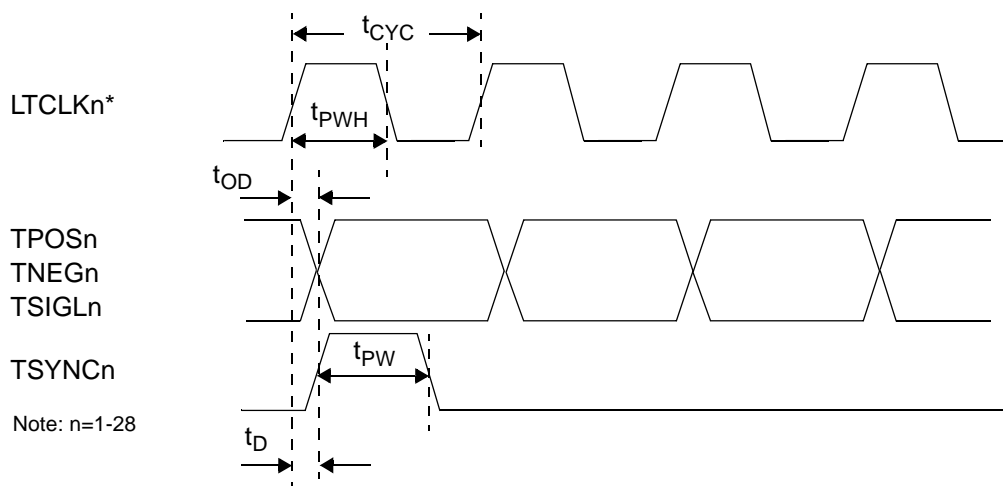 tCYC
LTCLKn*
tPWH
tOD
TPOSn
TNEGn
TSIGLn
tPW
TSYNCn
Note: n=1-28
tD